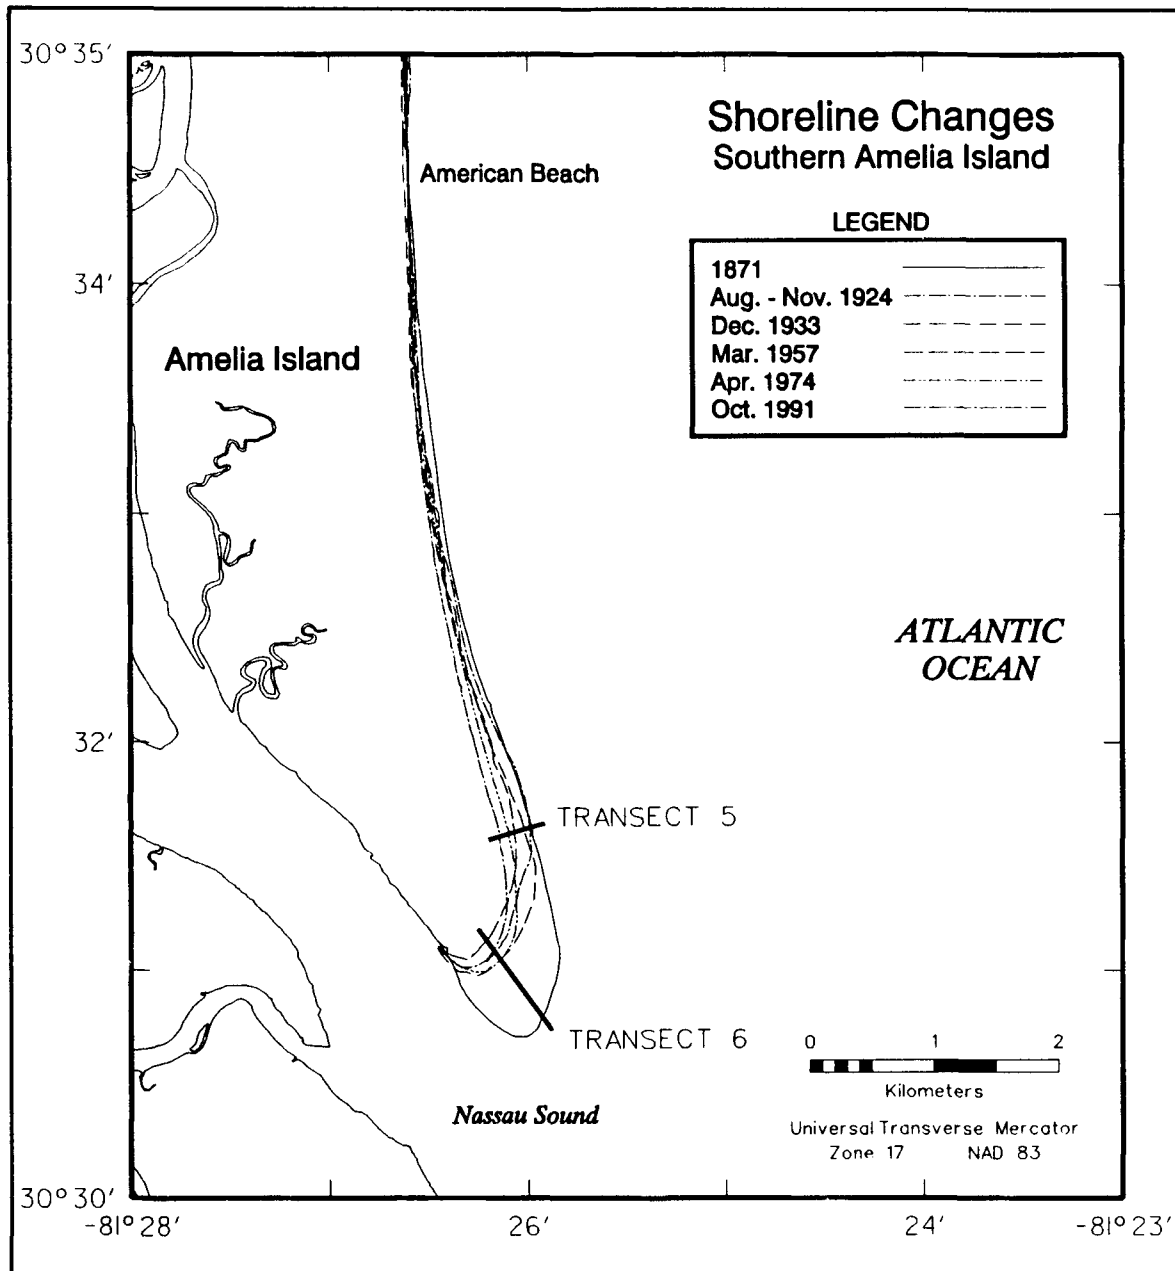 30°35′
Shoreline Changes
Southern Amelia Island
American Beach
LEGEND
1871
Aug. - Nov. 1924
Dec. 1933
Mar. 1957
Apr. 1974
Oct. 1991
34′
Amelia Island
ATLANTIC
OCEAN
32′
TRANSECT 5
TRANSECT 6
0 1 2
Kilometers
Nassau Sound
Universal Transverse Mercator
Zone 17 NAD 83
30°30′
-81°28′ 26′ 24′ -81°23′